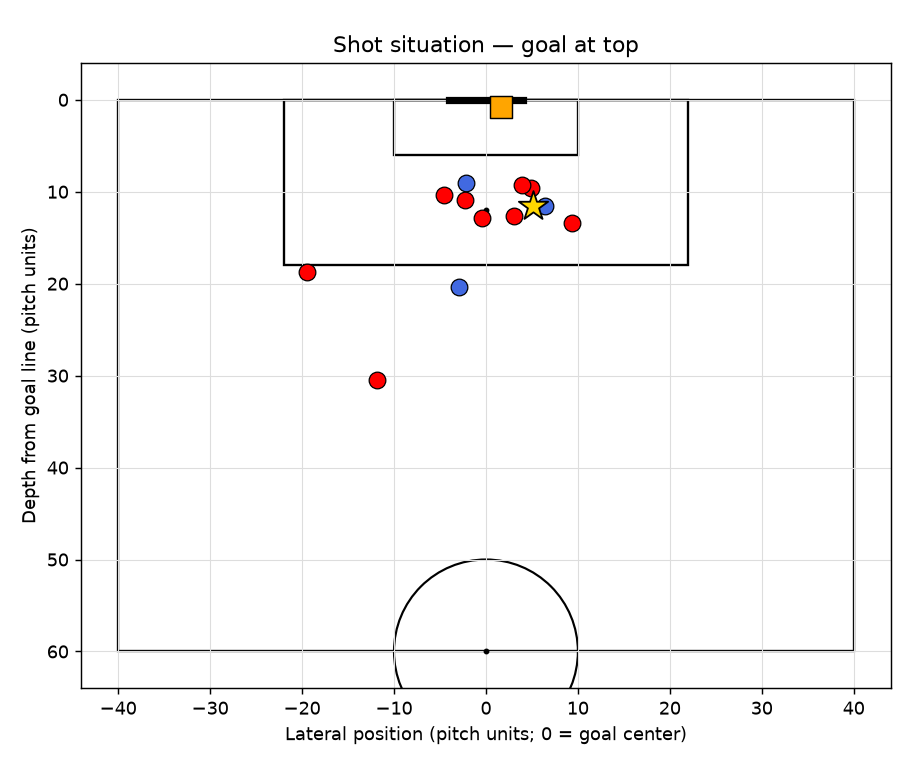 Shot situation — goal at top
0
10
20
30
40
50
60
Depth from goal line (pitch units)
−40 −30 −20 −10 0 10 20 30 40
Lateral position (pitch units; 0 = goal center)